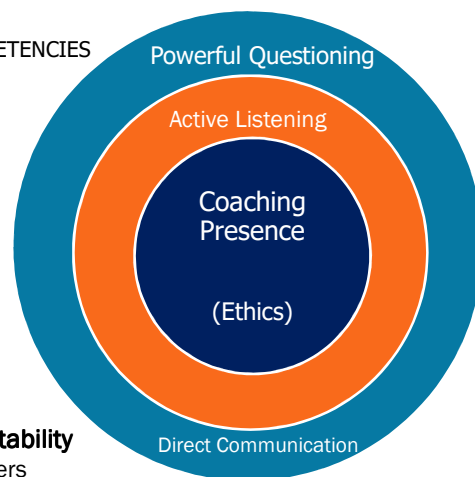 ETENCIES
Powerful Questioning
Active Listening
Coaching
Presence
(Ethics)
tability
Direct Communication
ers